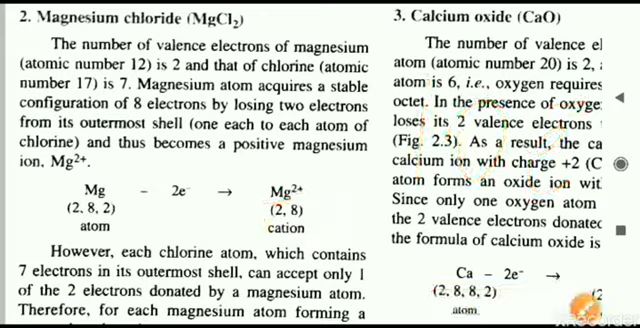 2. Magnesium chloride (MgCl₂)
The number of valence electrons of magnesium
(atomic number 12) is 2 and that of chlorine (atomic
number 17) is 7. Magnesium atom acquires a stable
configuration of 8 electrons by losing two electrons
from its outermost shell (one each to each atom of
chlorine) and thus becomes a positive magnesium
ion, Mg²⁺.
Mg – 2e⁻ → Mg²⁺
(2, 8, 2) (2, 8)
atom cation
However, each chlorine atom, which contains
7 electrons in its outermost shell, can accept only 1
of the 2 electrons donated by a magnesium atom.
Therefore, for each magnesium atom forming a
3. Calcium oxide (CaO)
The number of valence el
atom (atomic number 20) is 2,
atom is 6, i.e., oxygen requires
octet. In the presence of oxyge
loses its 2 valence electrons
(Fig. 2.3). As a result, the ca
calcium ion with charge +2 (C
atom forms an oxide ion wit
Since only one oxygen atom
the 2 valence electrons donated
the formula of calcium oxide is
Ca – 2e⁻ →
(2, 8, 8, 2) (2
atom